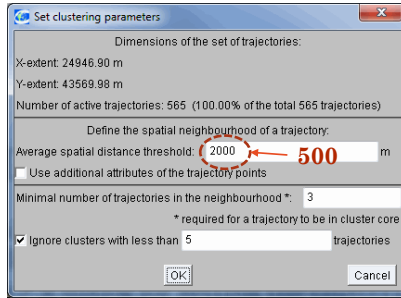 Set clustering parameters
Dimensions of the set of trajectories:
X-extent: 24946.90 m
Y-extent: 43569.98 m
Number of active trajectories: 565 (100.00% of the total 565 trajectories)
Define the spatial neighbourhood of a trajectory:
Average spatial distance threshold: 2000 500 m
Use additional attributes of the trajectory points
Minimal number of trajectories in the neighbourhood *: 3
* required for a trajectory to be in cluster core
Ignore clusters with less than 5 trajectories
OK Cancel